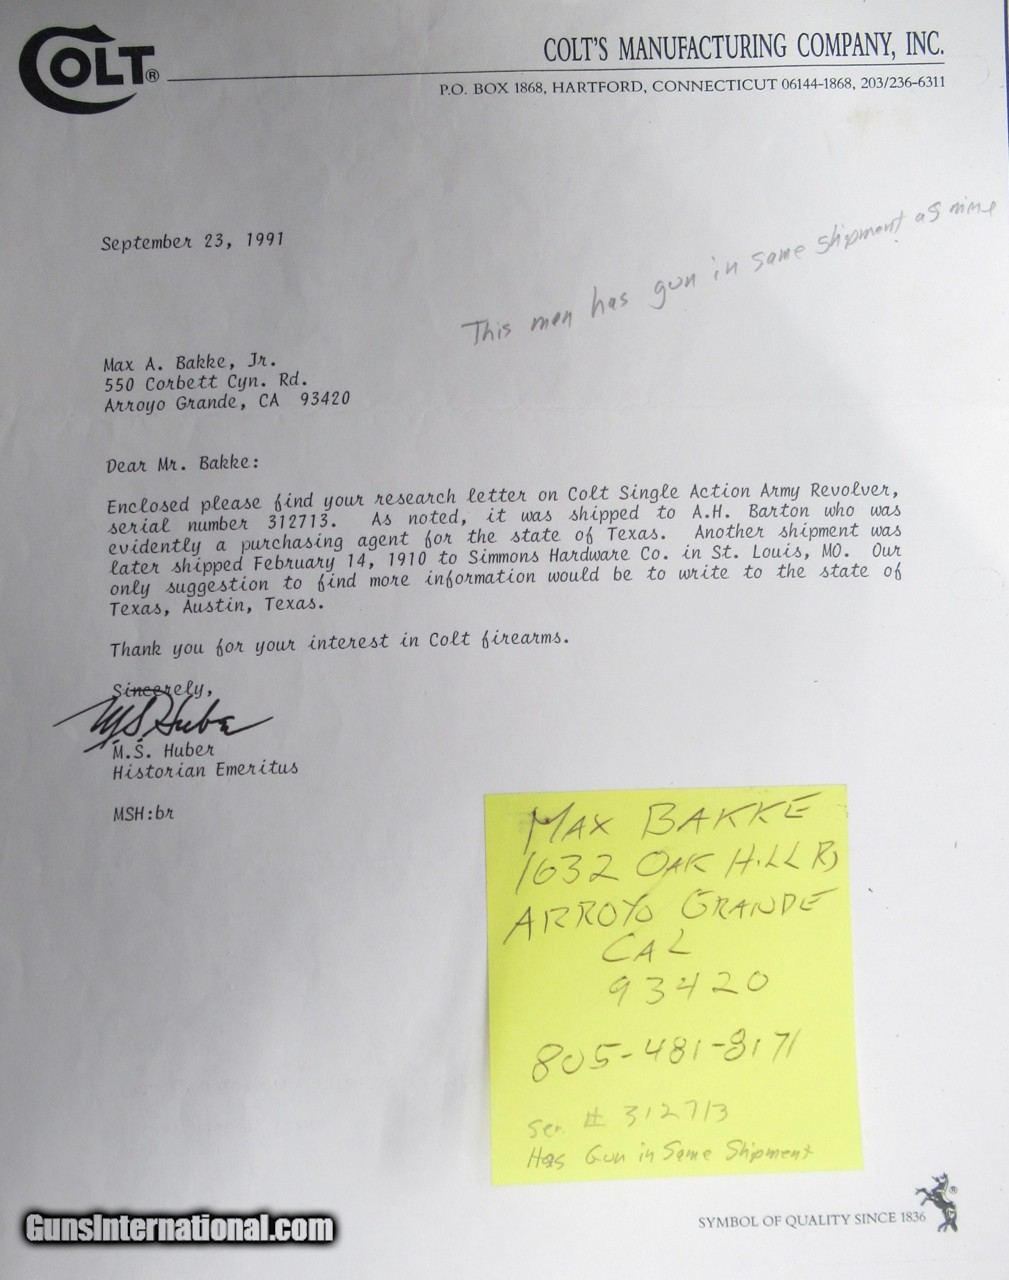 COLT®
COLT'S MANUFACTURING COMPANY, INC.
P.O. BOX 1868, HARTFORD, CONNECTICUT 06144-1868, 203/236-6311
September 23, 1991
This man has gun in same shipment as mine
Max A. Bakke, Jr.
550 Corbett Cyn. Rd.
Arroyo Grande, CA 93420
Dear Mr. Bakke:
Enclosed please find your research letter on Colt Single Action Army Revolver,
serial number 312713. As noted, it was shipped to A.H. Barton who was
evidently a purchasing agent for the state of Texas. Another shipment was
later shipped February 14, 1910 to Simmons Hardware Co. in St. Louis, MO. Our
only suggestion to find more information would be to write to the state of
Texas, Austin, Texas.
Thank you for your interest in Colt firearms.
Sincerely,
MS Huber
M.S. Huber
Historian Emeritus
MSH:br
MAX BAKKE
1632 OAK HILL RD
ARROYO GRANDE
CAL
93420
805-481-8171
Ser. # 312713
Has Gun in Same Shipment
SYMBOL OF QUALITY SINCE 1836 ®
GunsInternational.com